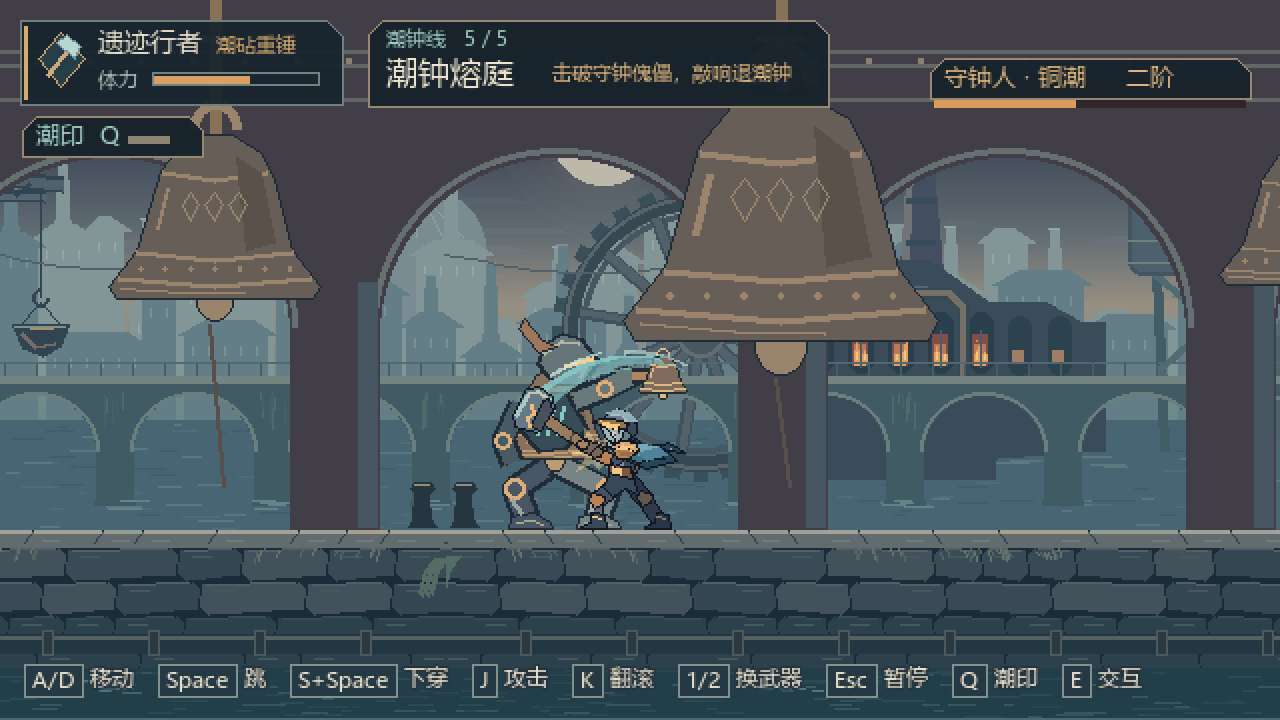 遗迹行者 潮砧重锤
体力
潮钟线 5/5
潮钟熔庭 击破守钟傀儡，敲响退潮钟
守钟人·铜潮 二阶
潮印 Q
A/D 移动 Space 跳 S+Space 下穿 J 攻击 K 翻滚 1/2 换武器 Esc 暂停 Q 潮印 E 交互